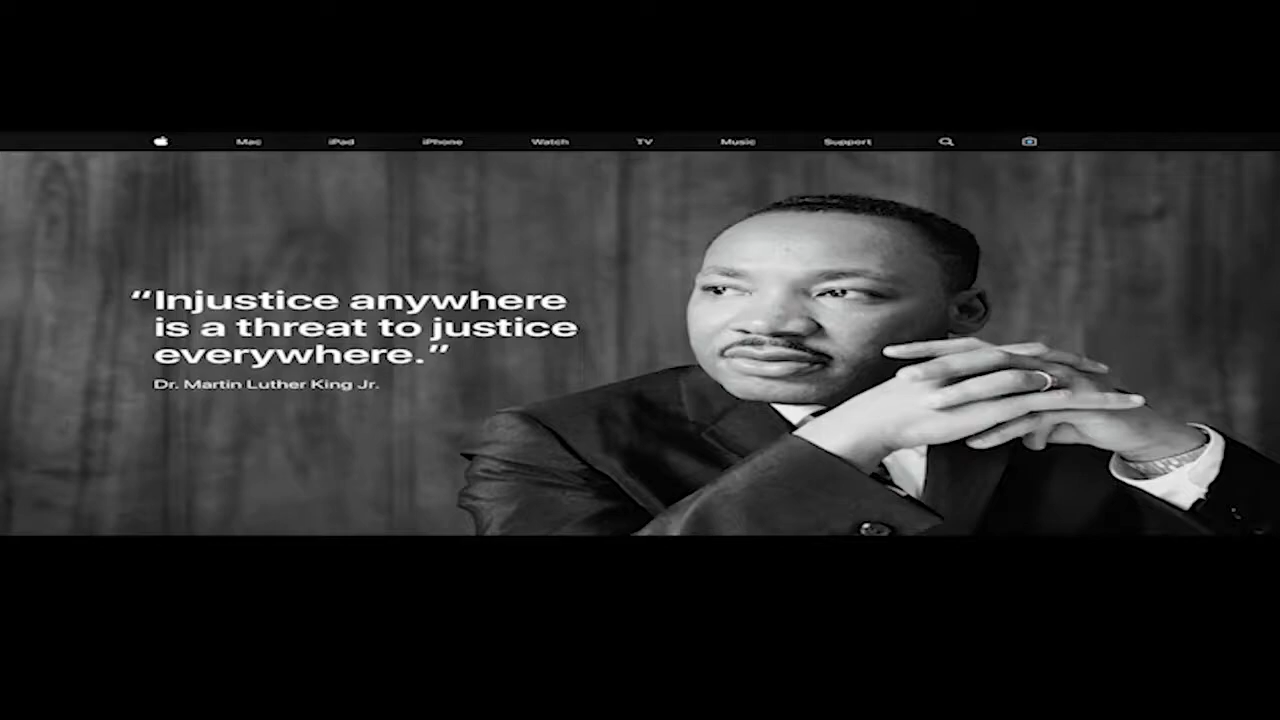 Mac iPad iPhone Watch TV Music Support
“Injustice anywhere
is a threat to justice
everywhere.”
Dr. Martin Luther King Jr.